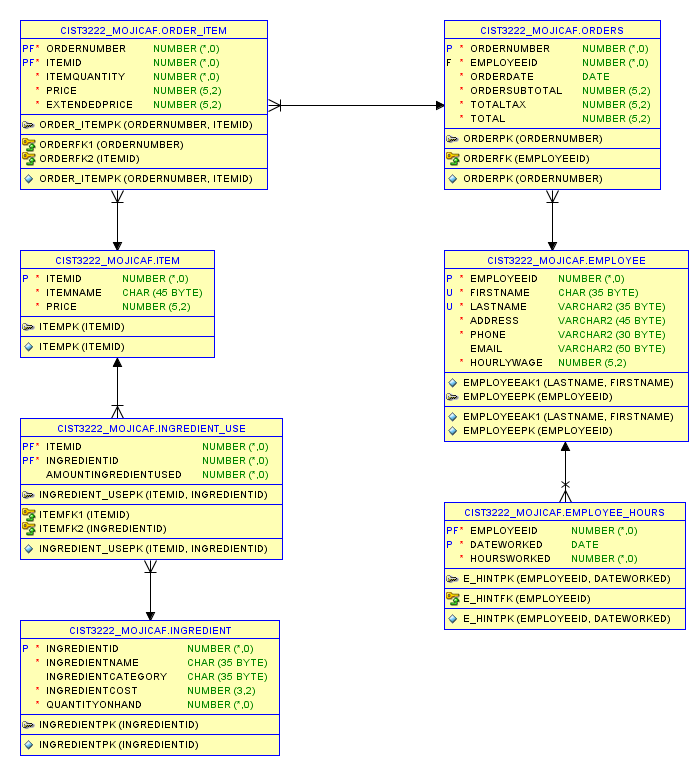 CIST3222_MOJICAF.ORDER_ITEM
PF* ORDERNUMBER NUMBER (*,0)
PF* ITEMID NUMBER (*,0)
* ITEMQUANTITY NUMBER (*,0)
* PRICE NUMBER (5,2)
* EXTENDEDPRICE NUMBER (5,2)
ORDER_ITEMPK (ORDERNUMBER, ITEMID)
ORDERFK1 (ORDERNUMBER)
ORDERFK2 (ITEMID)
ORDER_ITEMPK (ORDERNUMBER, ITEMID)
CIST3222_MOJICAF.ORDERS
P * ORDERNUMBER NUMBER (*,0)
F * EMPLOYEEID NUMBER (*,0)
* ORDERDATE DATE
* ORDERSUBTOTAL NUMBER (5,2)
* TOTALTAX NUMBER (5,2)
* TOTAL NUMBER (5,2)
ORDERPK (ORDERNUMBER)
ORDERFK (EMPLOYEEID)
ORDERPK (ORDERNUMBER)
CIST3222_MOJICAF.ITEM
P * ITEMID NUMBER (*,0)
* ITEMNAME CHAR (45 BYTE)
* PRICE NUMBER (5,2)
ITEMPK (ITEMID)
ITEMPK (ITEMID)
CIST3222_MOJICAF.EMPLOYEE
P * EMPLOYEEID NUMBER (*,0)
U * FIRSTNAME CHAR (35 BYTE)
U * LASTNAME VARCHAR2 (35 BYTE)
* ADDRESS VARCHAR2 (45 BYTE)
* PHONE VARCHAR2 (30 BYTE)
EMAIL VARCHAR2 (50 BYTE)
* HOURLYWAGE NUMBER (5,2)
EMPLOYEEAK1 (LASTNAME, FIRSTNAME)
EMPLOYEEPK (EMPLOYEEID)
EMPLOYEEAK1 (LASTNAME, FIRSTNAME)
EMPLOYEEPK (EMPLOYEEID)
CIST3222_MOJICAF.INGREDIENT_USE
PF* ITEMID NUMBER (*,0)
PF* INGREDIENTID NUMBER (*,0)
AMOUNTINGREDIENTUSED NUMBER (*,0)
INGREDIENT_USEPK (ITEMID, INGREDIENTID)
ITEMFK1 (ITEMID)
ITEMFK2 (INGREDIENTID)
INGREDIENT_USEPK (ITEMID, INGREDIENTID)
CIST3222_MOJICAF.EMPLOYEE_HOURS
PF* EMPLOYEEID NUMBER (*,0)
P * DATEWORKED DATE
* HOURSWORKED NUMBER (*,0)
E_HINTPK (EMPLOYEEID, DATEWORKED)
E_HINTFK (EMPLOYEEID)
E_HINTPK (EMPLOYEEID, DATEWORKED)
CIST3222_MOJICAF.INGREDIENT
P * INGREDIENTID NUMBER (*,0)
* INGREDIENTNAME CHAR (35 BYTE)
INGREDIENTCATEGORY CHAR (35 BYTE)
* INGREDIENTCOST NUMBER (3,2)
* QUANTITYONHAND NUMBER (*,0)
INGREDIENTPK (INGREDIENTID)
INGREDIENTPK (INGREDIENTID)